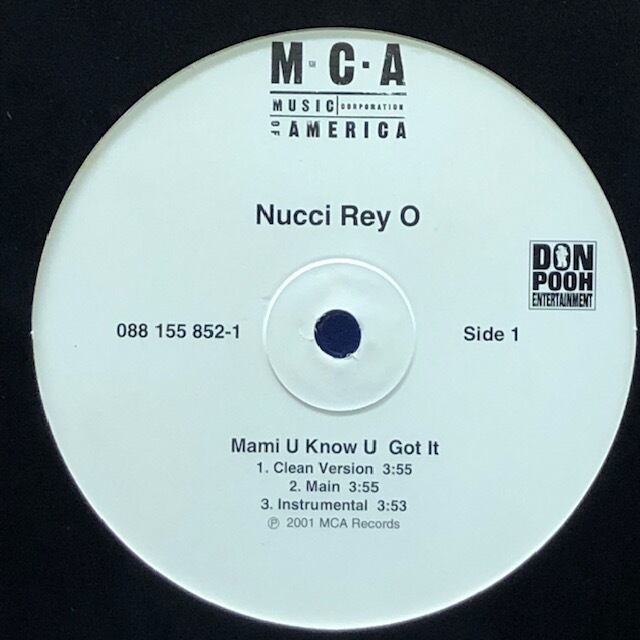 M·C·A
MUSIC CORPORATION
OF AMERICA
Nucci Rey O
DON
POOH
ENTERTAINMENT
088 155 852-1
Side 1
Mami U Know U Got It
1. Clean Version 3:55
2. Main 3:55
3. Instrumental 3:53
℗ 2001 MCA Records